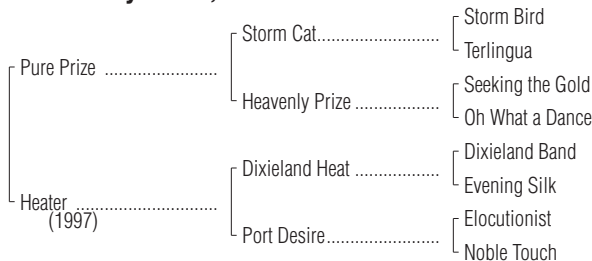 Storm Bird
Storm Cat
Terlingua
Pure Prize
Seeking the Gold
Heavenly Prize
Oh What a Dance
Dixieland Band
Dixieland Heat
Evening Silk
Heater
(1997)
Elocutionist
Port Desire
Noble Touch